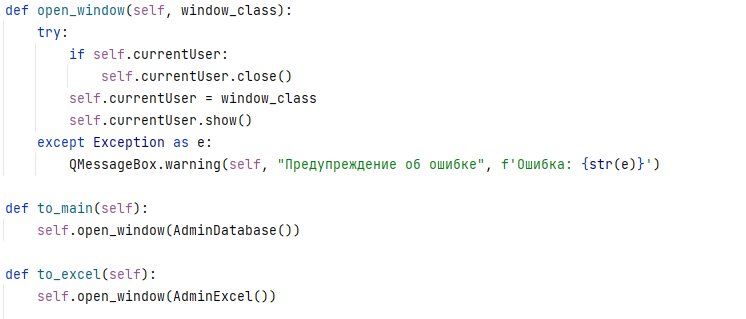 def open_window(self, window_class):
    try:
        if self.currentUser:
            self.currentUser.close()
        self.currentUser = window_class
        self.currentUser.show()
    except Exception as e:
        QMessageBox.warning(self, "Предупреждение об ошибке", f'Ошибка: {str(e)}')

def to_main(self):
    self.open_window(AdminDatabase())

def to_excel(self):
    self.open_window(AdminExcel())